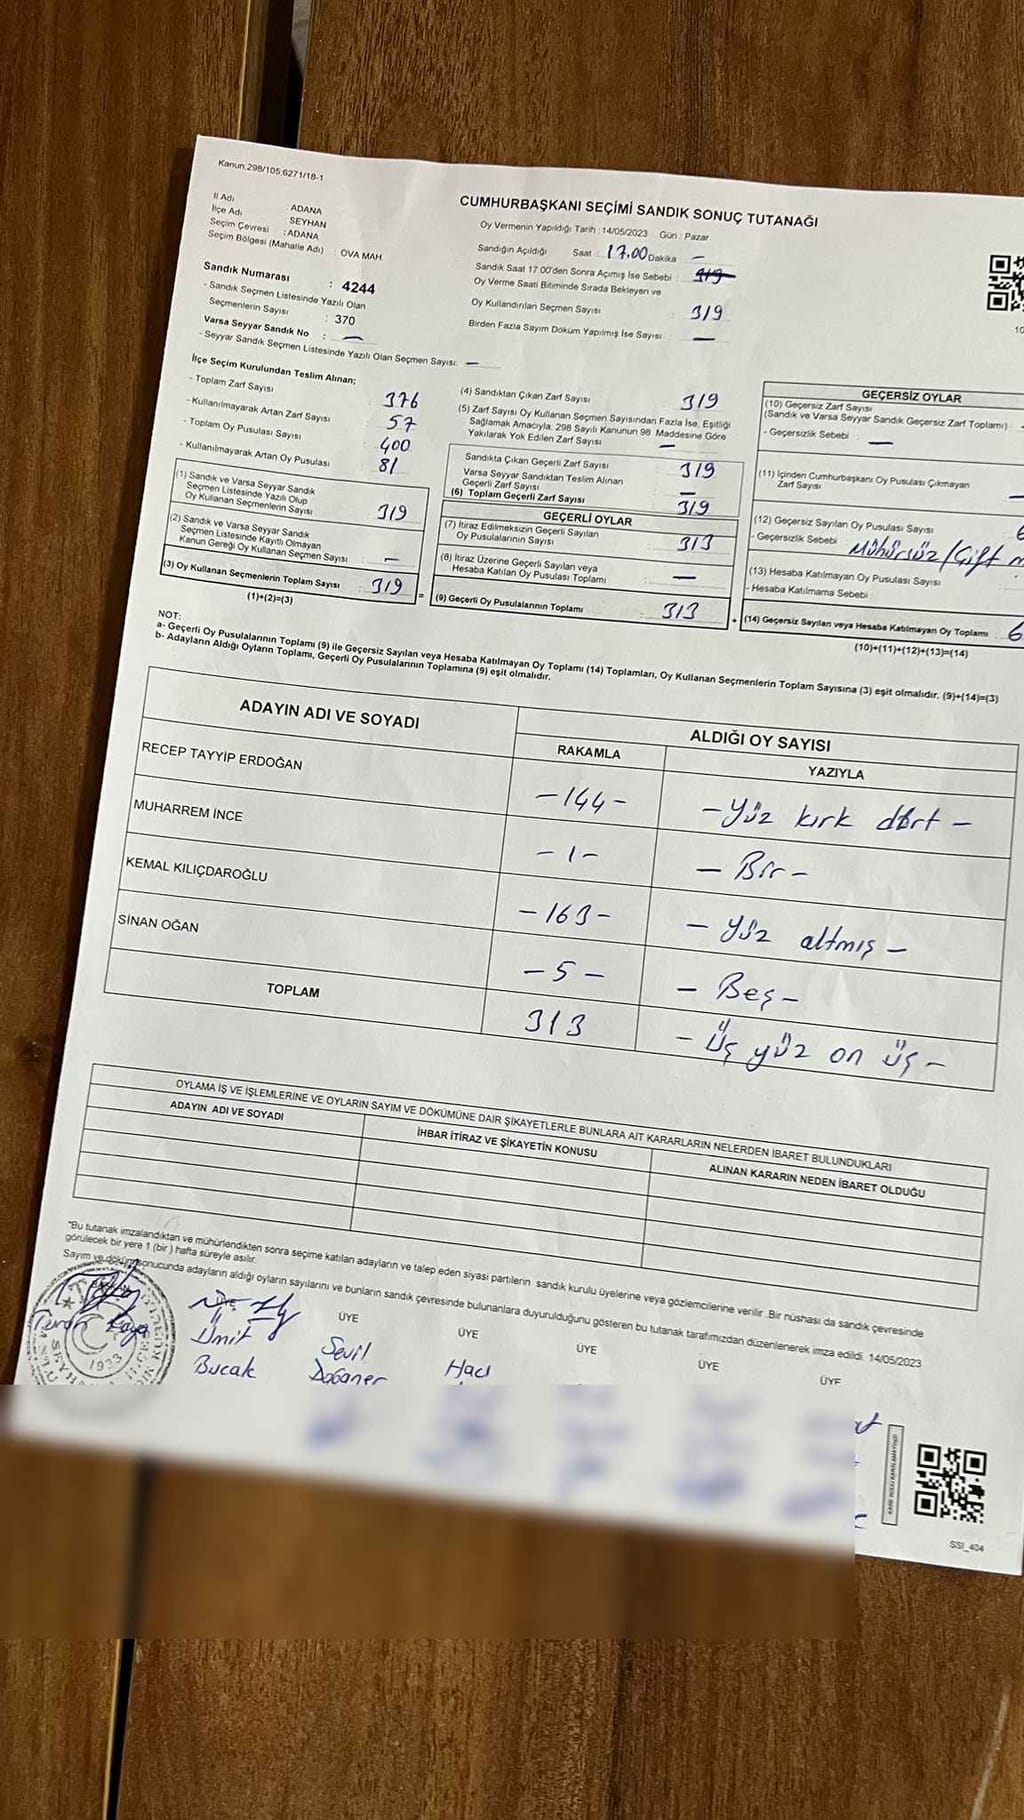 Kanun.298/105.6271/18-1
CUMHURBAŞKANI SEÇİMİ SANDIK SONUÇ TUTANAĞI
İl Adı : ADANA
İlçe Adı : SEYHAN
Seçim Çevresi : ADANA
Seçim Bölgesi (Mahalle Adı) : OVA MAH
Oy Vermenin Yapıldığı Tarih : 14/05/2023 Gün : Pazar
Sandığın Açıldığı Saat : 17.00 Dakika –
Sandık Saat 17:00'den Sonra Açımış İse Sebebi : 319
Oy Verme Saati Bitiminde Sırada Bekleyen ve
Oy Kullandırılan Seçmen Sayısı : 319
Birden Fazla Sayım Döküm Yapılmış İse Sayısı : –
Sandık Numarası : 4244
- Sandık Seçmen Listesinde Yazılı Olan
Seçmenlerin Sayısı : 370
Varsa Seyyar Sandık No : –
- Seyyar Sandık Seçmen Listesinde Yazılı Olan Seçmen Sayısı: –
İlçe Seçim Kurulundan Teslim Alınan;
- Toplam Zarf Sayısı 376
- Kullanılmayarak Artan Zarf Sayısı : 57
- Toplam Oy Pusulası Sayısı : 400
- Kullanılmayarak Artan Oy Pusulası : 81
(1) Sandık ve Varsa Seyyar Sandık
Seçmen Listesinde Yazılı Olup
Oy Kullanan Seçmenlerin Sayısı : 319
(2) Sandık ve Varsa Seyyar Sandık
Seçmen Listesinde Kayıtlı Olmayan
Kanun Gereği Oy Kullanan Seçmen Sayısı : –
(3) Oy Kullanan Seçmenlerin Toplam Sayısı : 319
(1)+(2)=(3)
(4) Sandıktan Çıkan Zarf Sayısı 319
(5) Zarf Sayısı Oy Kullanan Seçmen Sayısından Fazla İse, Eşitliği
Sağlamak Amacıyla; 298 Sayılı Kanunun 98. Maddesine Göre
Yakılarak Yok Edilen Zarf Sayısı : –
Sandıkta Çıkan Geçerli Zarf Sayısı : 319
Varsa Seyyar Sandıktan Teslim Alınan
Geçerli Zarf Sayısı : –
(6) Toplam Geçerli Zarf Sayısı 319
GEÇERLİ OYLAR
(7) İtiraz Edilmeksizin Geçerli Sayılan
Oy Pusulalarının Sayısı : 313
(8) İtiraz Üzerine Geçerli Sayılan veya
Hesaba Katılan Oy Pusulası Toplamı : –
(9) Geçerli Oy Pusulalarının Toplamı : 313
GEÇERSİZ OYLAR
(10) Geçersiz Zarf Sayısı
(Sandık ve Varsa Seyyar Sandık Geçersiz Zarf Toplamı)
- Geçersizlik Sebebi : –
(11) İçinden Cumhurbaşkanı Oy Pusulası Çıkmayan
Zarf Sayısı
(12) Geçersiz Sayılan Oy Pusulası Sayısı
- Geçersizlik Sebebi : Mühürsüz/Çift
(13) Hesaba Katılmayan Oy Pusulası Sayısı
- Hesaba Katılmama Sebebi :
(14) Geçersiz Sayılan veya Hesaba Katılmayan Oy Toplamı : 6
(10)+(11)+(12)+(13)=(14)
NOT:
a- Geçerli Oy Pusulalarının Toplamı (9) ile Geçersiz Sayılan veya Hesaba Katılmayan Oy Toplamı (14) Toplamları, Oy Kullanan Seçmenlerin Toplam Sayısına (3) eşit olmalıdır. (9)+(14)=(3)
b- Adayların Aldığı Oyların Toplamı, Geçerli Oy Pusulalarının Toplamına (9) eşit olmalıdır.
ADAYIN ADI VE SOYADI ALDIĞI OY SAYISI
RAKAMLA YAZIYLA
RECEP TAYYİP ERDOĞAN -144- -Yüz kırk dört-
MUHARREM İNCE -1- -Bir-
KEMAL KILIÇDAROĞLU -163- -Yüz altmış-
SİNAN OĞAN -5- -Beş-
TOPLAM 313 -Üç yüz on üç-
OYLAMA İŞ VE İŞLEMLERİNE VE OYLARIN SAYIM VE DÖKÜMÜNE DAİR ŞİKAYETLERLE BUNLARA AİT KARARLARIN NELERDEN İBARET BULUNDUKLARI
ADAYIN ADI VE SOYADI İHBAR İTİRAZ VE ŞİKAYETİN KONUSU ALINAN KARARIN NEDEN İBARET OLDUĞU
"Bu tutanak imzalandıktan ve mühürlendikten sonra seçime katılan adayların ve talep eden siyasi partilerin sandık kurulu üyelerine veya gözlemcilerine verilir .Bir nüshası da sandık çevresinde
görülecek bir yere 1 (bir ) hafta süreyle asılır.
Sayım ve döküm sonucunda adayların aldığı oyların sayılarını ve bunların sandık çevresinde bulunanlara duyurulduğunu gösteren bu tutanak tarafımızdan düzenlenerek imza edildi. 14/05/2023
ÜYE ÜYE ÜYE ÜYE ÜYE
Kaya Ümit Sevil Hacı
Bucak Doğaner
1933
SSI_404